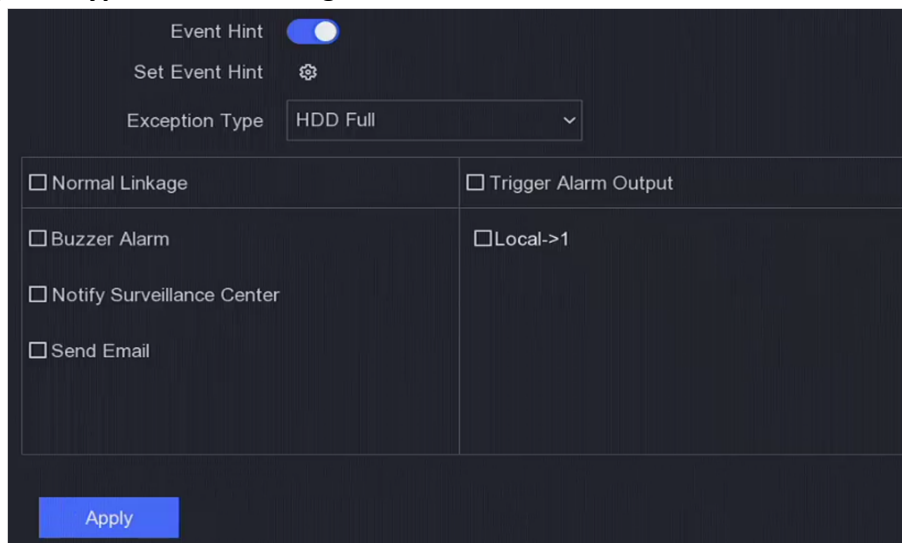 Event Hint
Set Event Hint
Exception Type HDD Full
Normal Linkage Trigger Alarm Output
Buzzer Alarm Local->1
Notify Surveillance Center
Send Email
Apply